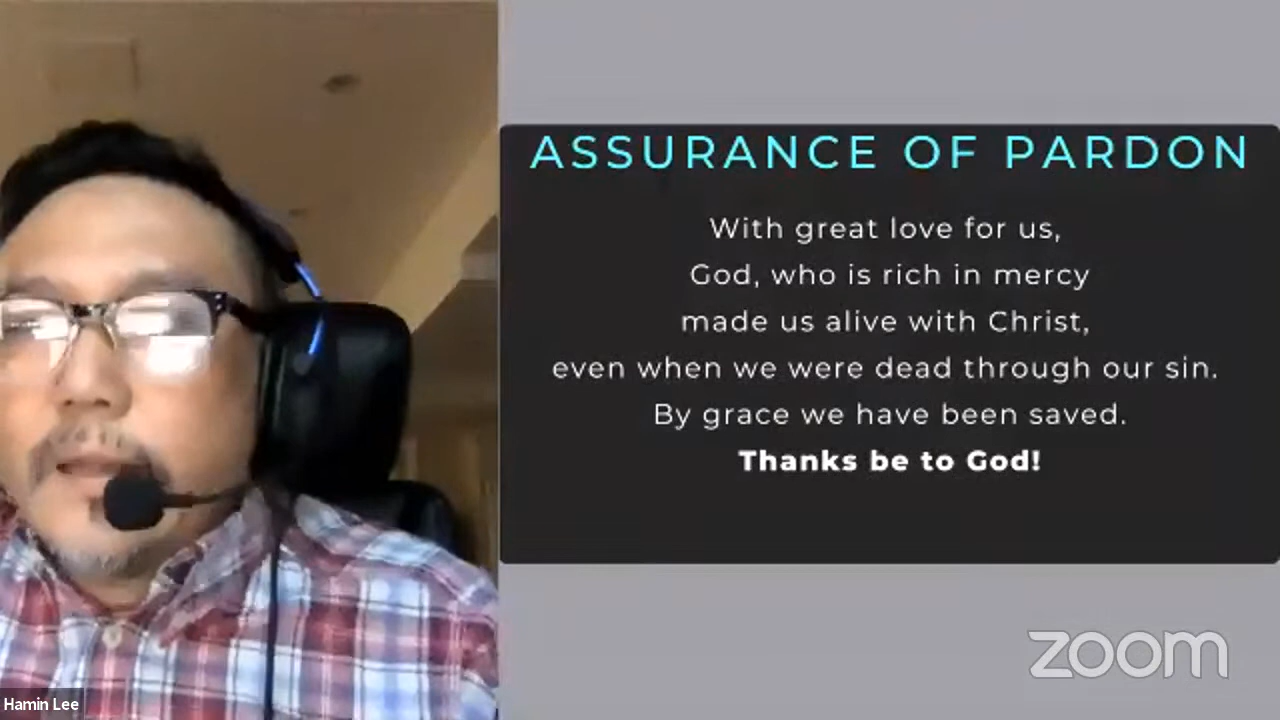 ASSURANCE OF PARDON
With great love for us,
God, who is rich in mercy
made us alive with Christ,
even when we were dead through our sin.
By grace we have been saved.
Thanks be to God!
zoom
Hamin Lee